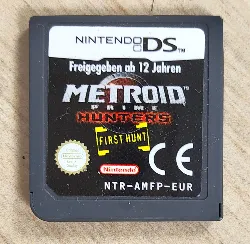 NINTENDO DS
Freigegeben ab 12 Jahren
METROID
PRIME
HUNTERS
FIRST HUNT
Nintendo
CE
NTR-AMFP-EUR